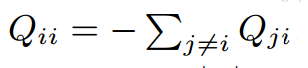 Q_{ii} = -\sum_{j \neq i} Q_{ji}